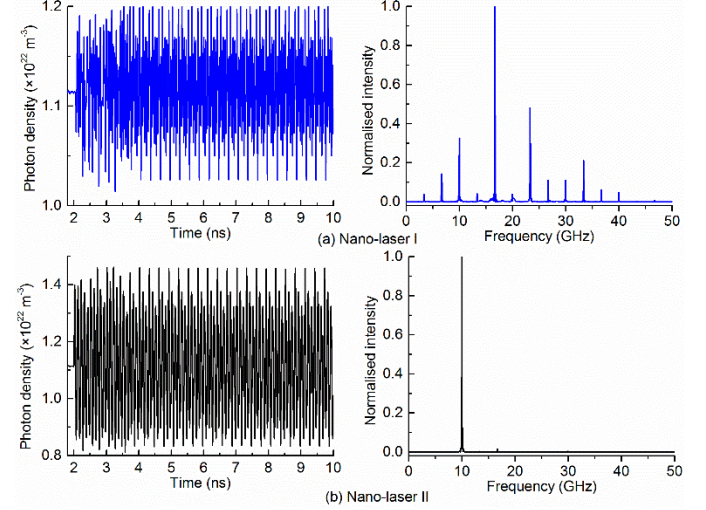 1.2
1.1
1.0
Photon density (×10²² m⁻³)
2 3 4 5 6 7 8 9 10
Time (ns)
1.0
0.8
0.6
0.4
0.2
0.0
Normalised intensity
0 10 20 30 40 50
Frequency (GHz)
(a) Nano-laser I
1.4
1.2
1.0
0.8
Photon density (×10²² m⁻³)
2 3 4 5 6 7 8 9 10
Time (ns)
1.0
0.8
0.6
0.4
0.2
0.0
Normalised intensity
0 10 20 30 40 50
Frequency (GHz)
(b) Nano-laser II